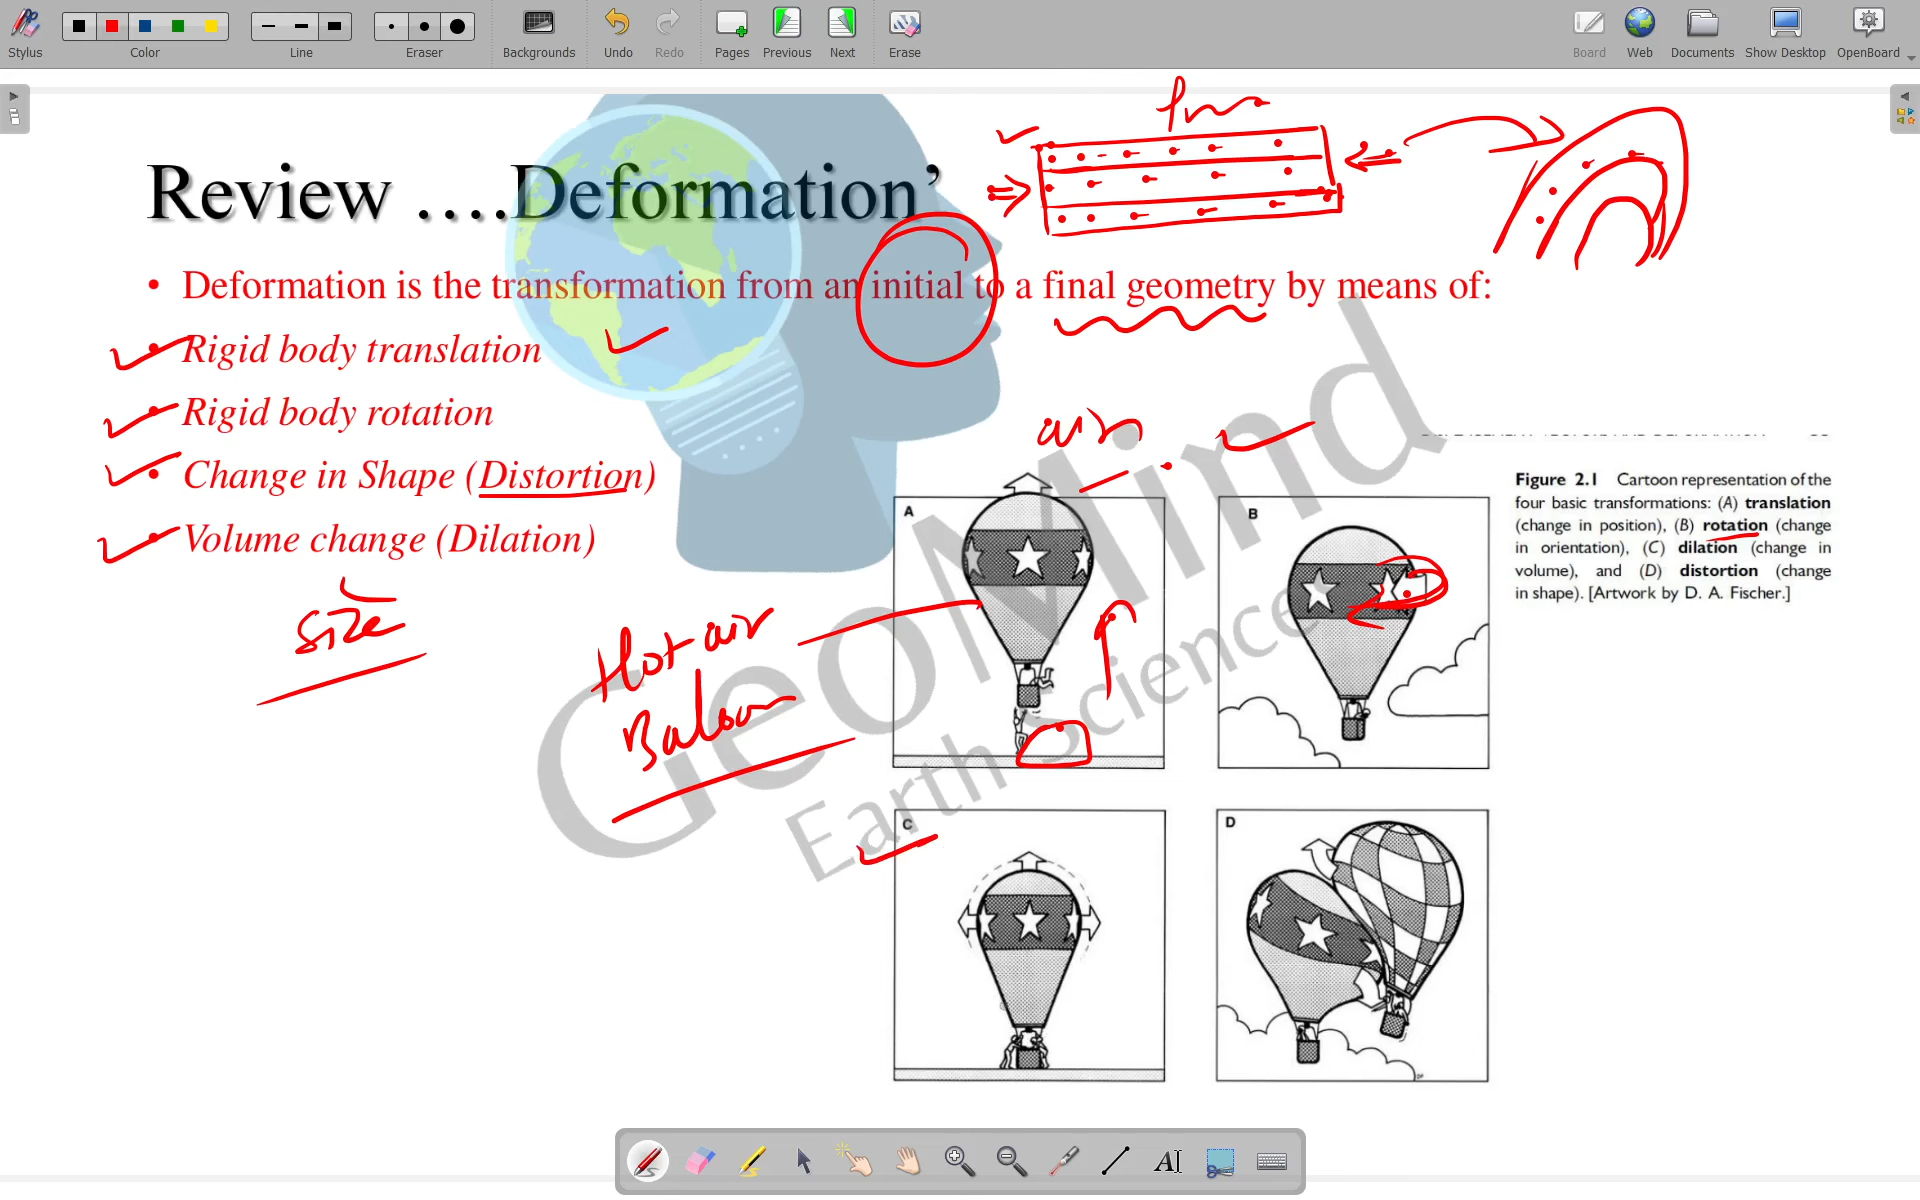 Stylus
Color
Line
Eraser
Backgrounds
Undo
Redo
Pages
Previous
Next
Erase
Board
Web
Documents
Show Desktop
OpenBoard
Review ….Deformation’
• Deformation is the transformation from an initial to a final geometry by means of:
• Rigid body translation
• Rigid body rotation
• Change in Shape (Distortion)
• Volume change (Dilation)
size
air
Hot air
Baloon
A
B
C
D
Figure 2.1 Cartoon representation of the
four basic transformations: (A) translation
(change in position), (B) rotation (change
in orientation), (C) dilation (change in
volume), and (D) distortion (change
in shape). [Artwork by D. A. Fischer.]
GeoMind
Earth Science